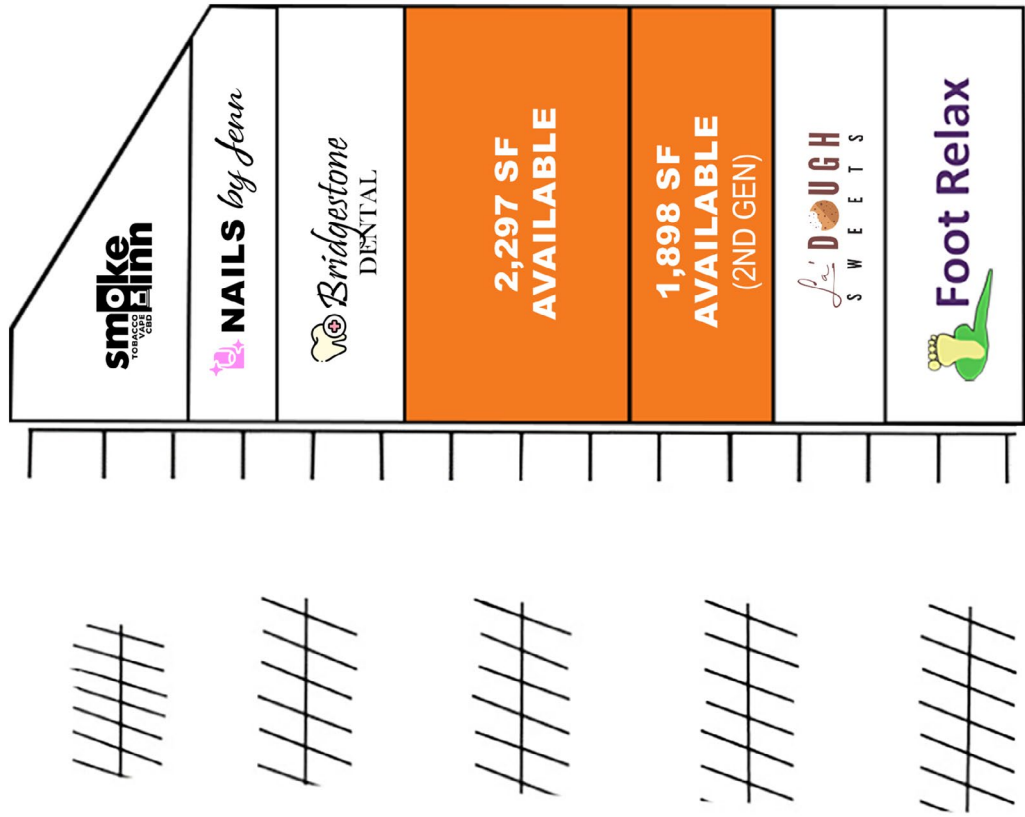 smoke
inn
TOBACCO
VAPE
CBD
NAILS by Jenn
Bridgestone
DENTAL
2,297 SF
AVAILABLE
1,898 SF
AVAILABLE
(2ND GEN)
La' DOUGH
SWEETS
Foot Relax